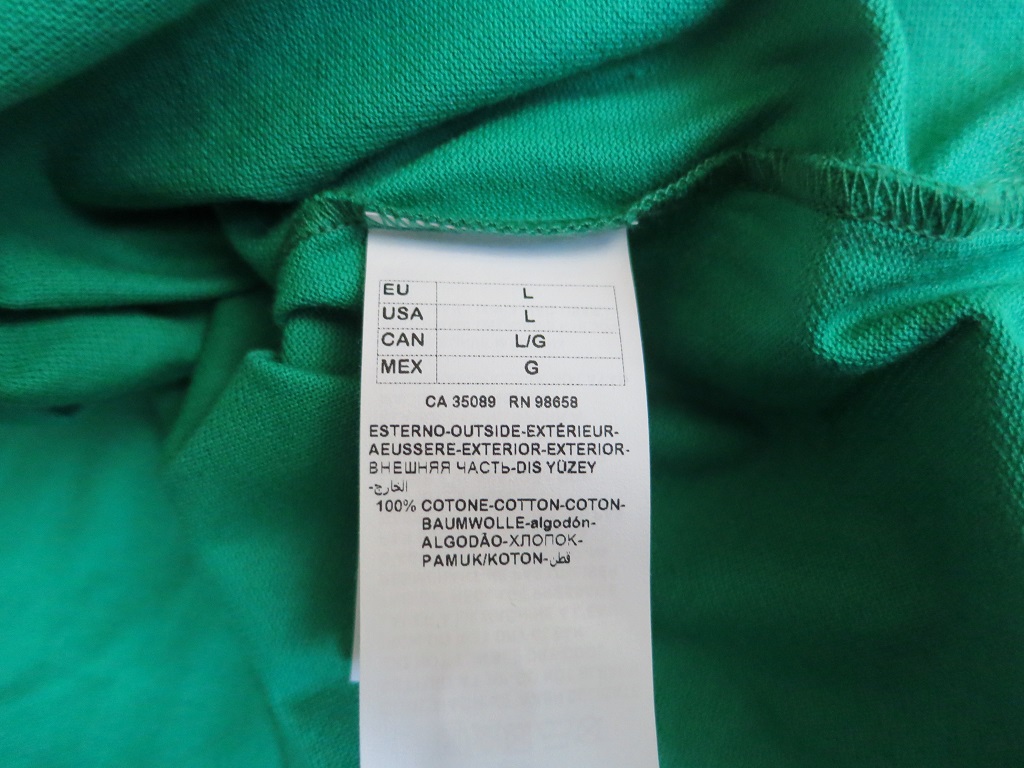 EU L
USA L
CAN L/G
MEX G
CA 35089 RN 98658
ESTERNO-OUTSIDE-EXTÉRIEUR-
AEUSSERE-EXTERIOR-EXTERIOR-
ВНЕШНЯЯ ЧАСТЬ-DIS YÜZEY
-الخارج
100% COTONE-COTTON-COTON-
BAUMWOLLE-algodón-
ALGODÃO-ХЛОПОК-
PAMUK/KOTON-قطن